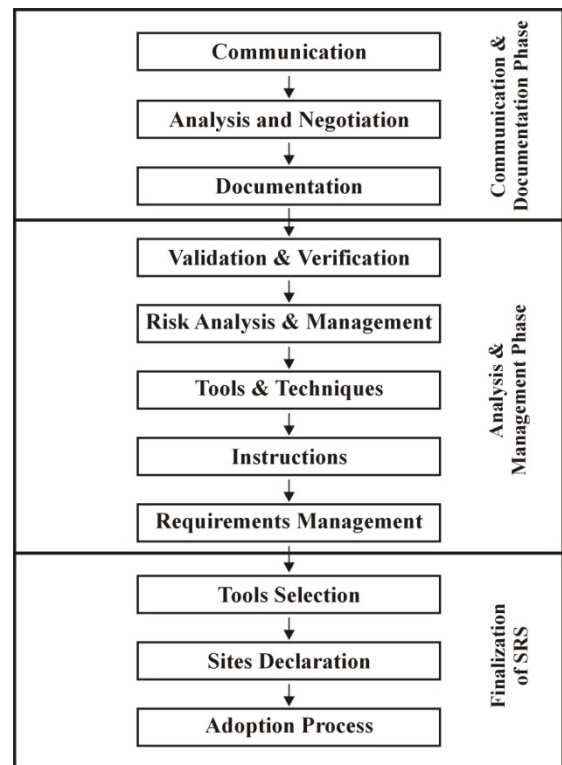 Communication
Analysis and Negotiation
Documentation
Communication &
Documentation Phase
Validation & Verification
Risk Analysis & Management
Tools & Techniques
Instructions
Requirements Management
Analysis &
Management Phase
Tools Selection
Sites Declaration
Adoption Process
Finalization
of SRS